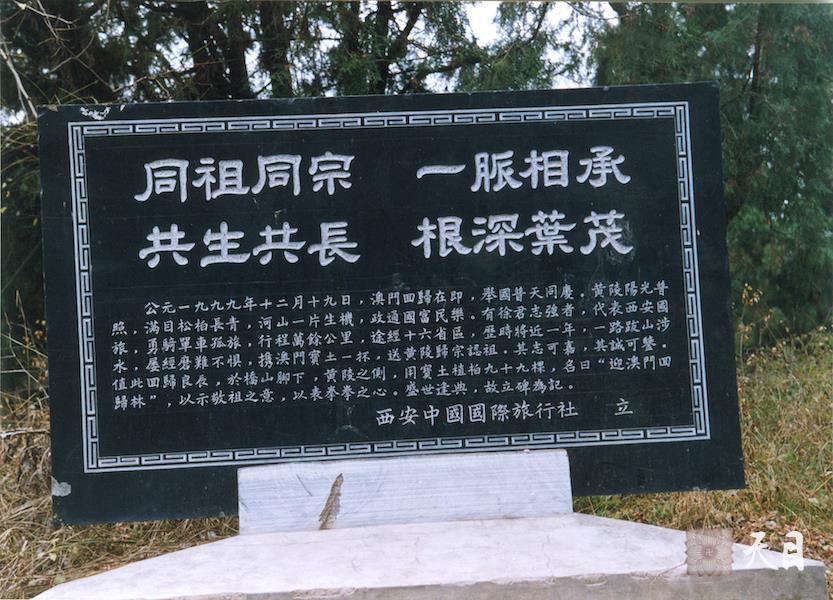 同祖同宗　一脈相承
共生共長　根深葉茂
公元一九九九年十二月十九日，澳門回歸在即，舉國普天同慶。黃陵陽光普
照，滿目松柏長青，河山一片生機，政通國富民樂。有徐君志強者，代表西安國
旅，勇騎單車孤旅，行程萬餘公里，途經十六省區，歷時將近一年，一路跋山涉
水，屢經磨難不惧，携澳門寶土一杯，送黃陵歸宗認祖。其志可嘉，其誠可鑒。
值此回歸良辰，於橋山脚下，黃陵之側，用寶土植柏九十九棵，名曰“迎澳門回
歸林”，以示敬祖之意，以表拳拳之心。盛世逢典，故立碑為記。
西安中國國際旅行社　立
天日